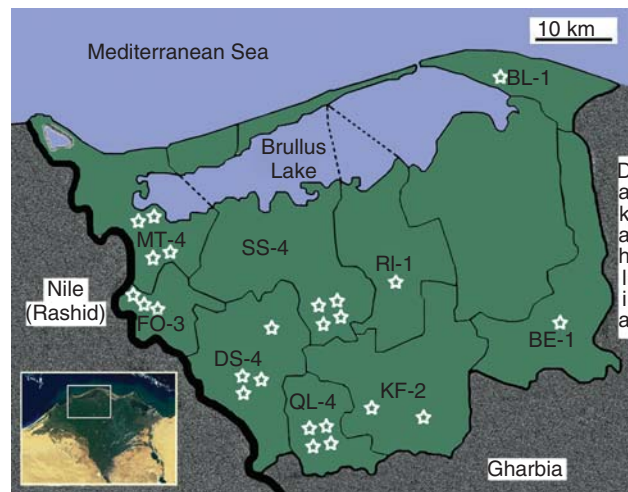 Mediterranean Sea
10 km
BL-1
Brullus
Lake
D
a
k
a
h
l
i
a
MT-4
SS-4
RI-1
Nile
(Rashid)
FO-3
BE-1
DS-4
QL-4
KF-2
Gharbia